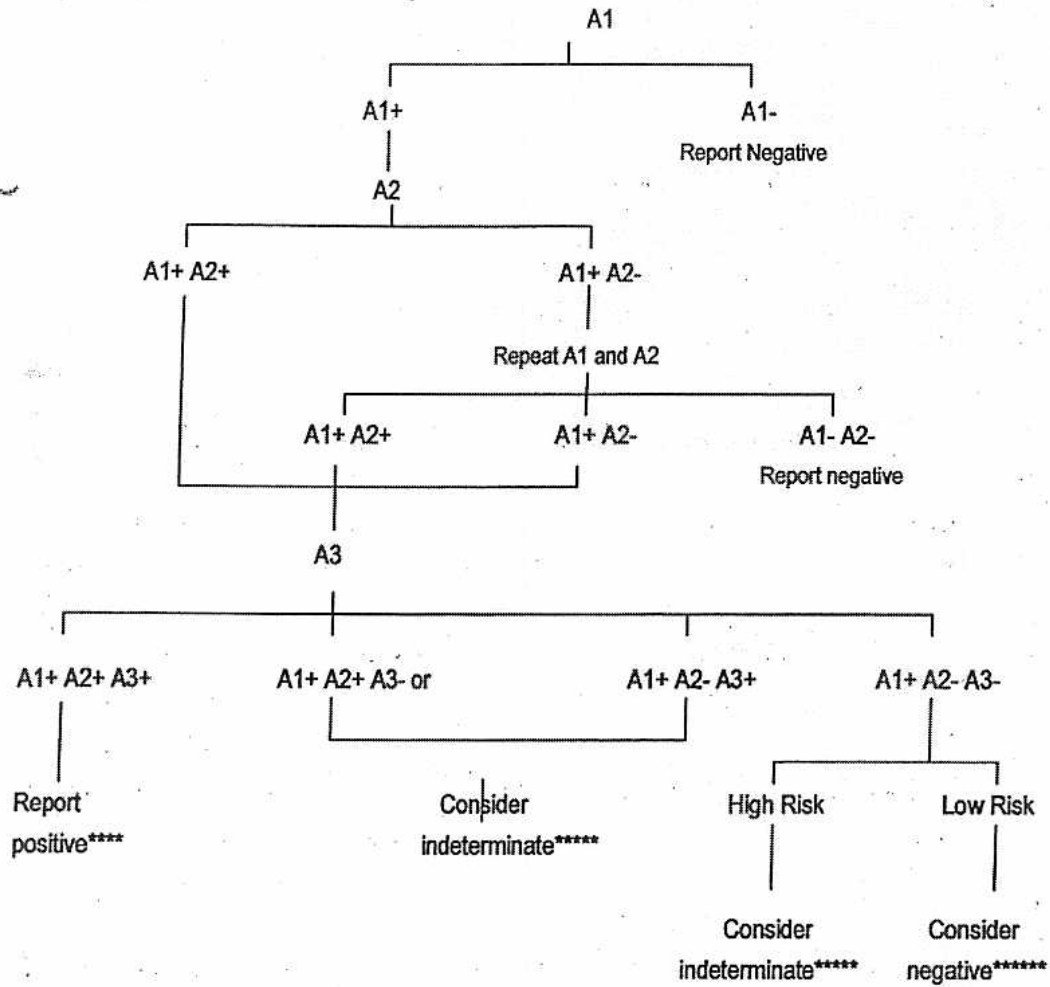 A1
A1+
A1-
Report Negative
A2
A1+ A2+
A1+ A2-
Repeat A1 and A2
A1+ A2+
A1+ A2-
A1- A2-
Report negative
A3
A1+ A2+ A3+
A1+ A2+ A3- or
A1+ A2- A3+
A1+ A2- A3-
Report
positive****
Consider
indeterminate*****
High Risk
Low Risk
Consider
indeterminate*****
Consider
negative******